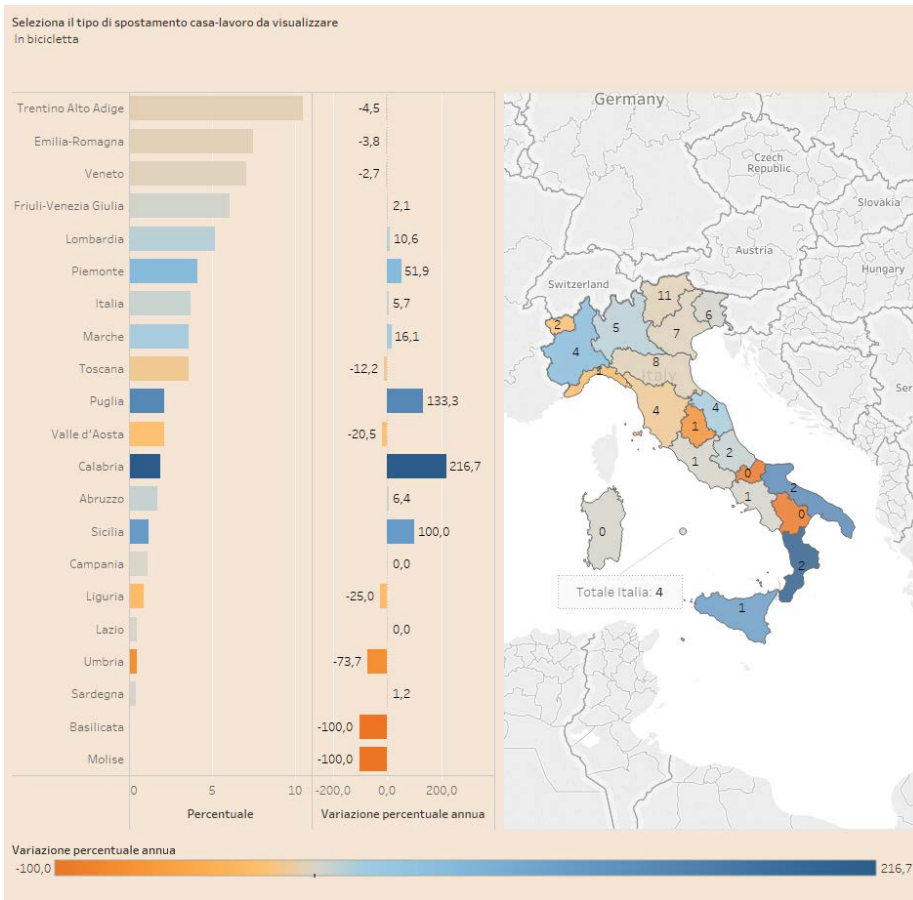 Seleziona il tipo di spostamento casa-lavoro da visualizzare
In bicicletta
Trentino Alto Adige -4,5
Emilia-Romagna -3,8
Veneto -2,7
Friuli-Venezia Giulia 2,1
Lombardia 10,6
Piemonte 51,9
Italia 5,7
Marche 16,1
Toscana -12,2
Puglia 133,3
Valle d'Aosta -20,5
Calabria 216,7
Abruzzo 6,4
Sicilia 100,0
Campania 0,0
Liguria -25,0
Lazio 0,0
Umbria -73,7
Sardegna 1,2
Basilicata -100,0
Molise -100,0
0 5 10 -200,0 0,0 200,0
Percentuale Variazione percentuale annua
Germany
Czech
Republic
Slovakia
Austria
Hungary
Switzerland
11
6
2
5
7
4
8
Italy
1
4
4
1
2
1
0
2
1
0
0
2
Totale Italia: 4
1
Ser
Variazione percentuale annua
-100,0 216,7